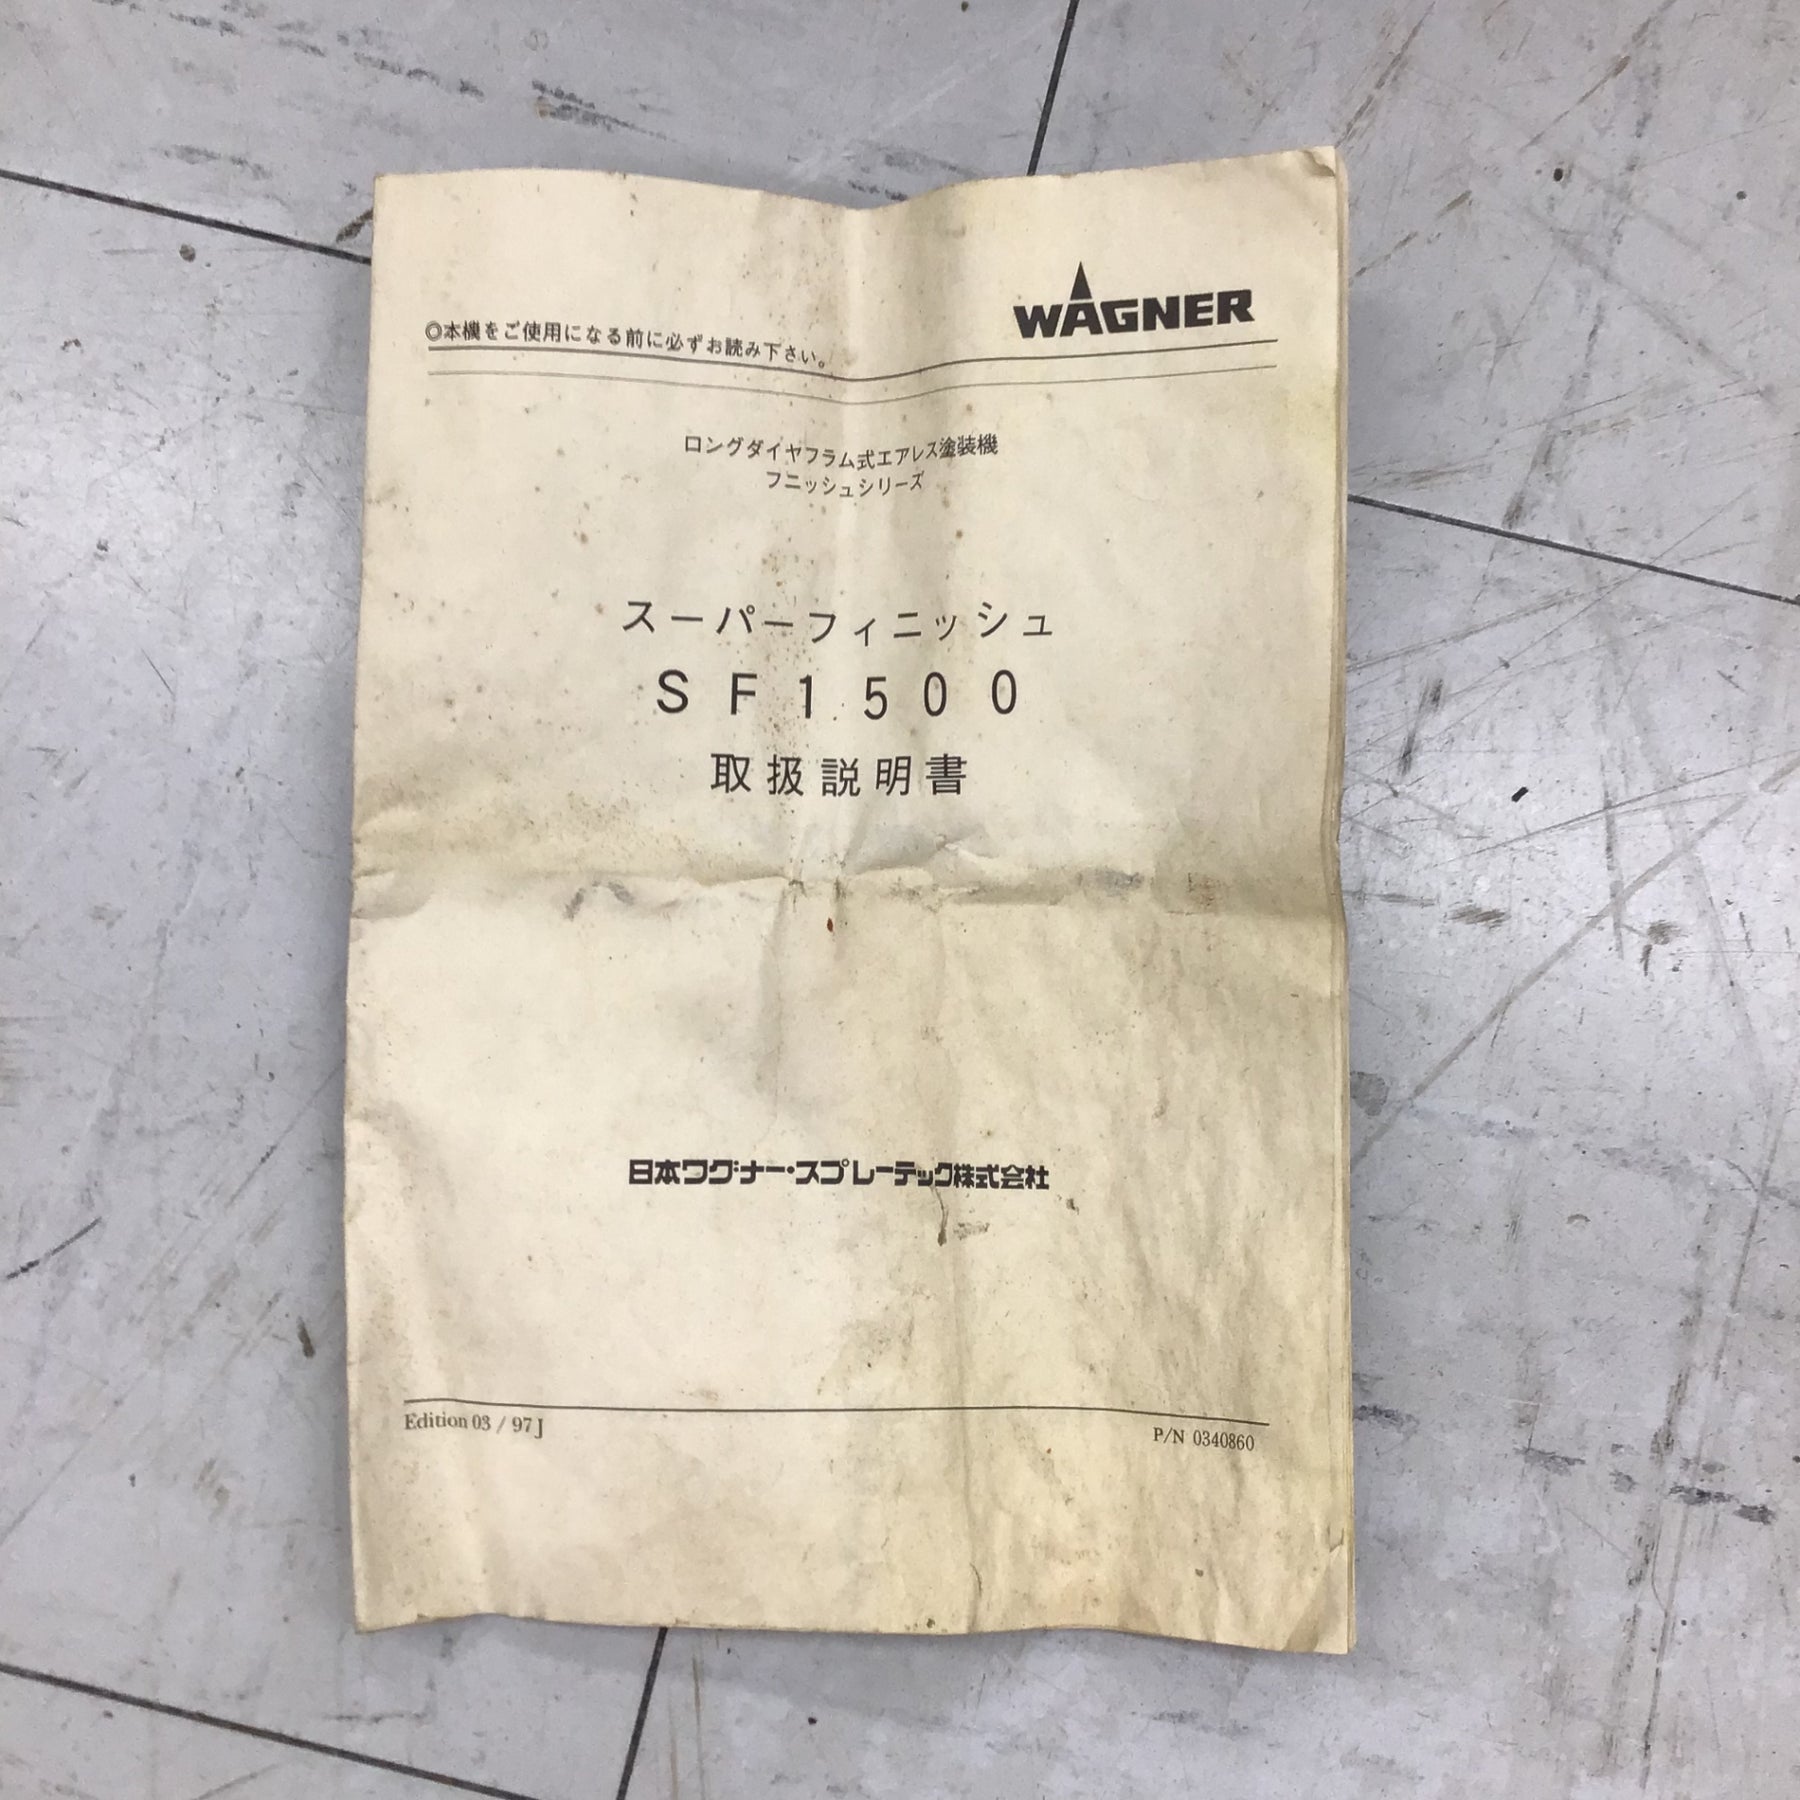 WAGNER
◎本機をご使用になる前に必ずお読み下さい。
ロングダイヤフラム式エアレス塗装機
フニッシュシリーズ
スーパーフィニッシュ
SF1500
取扱説明書
日本ワグナー・スプレーテック株式会社
Edition 03 / 97 J
P/N 0340860